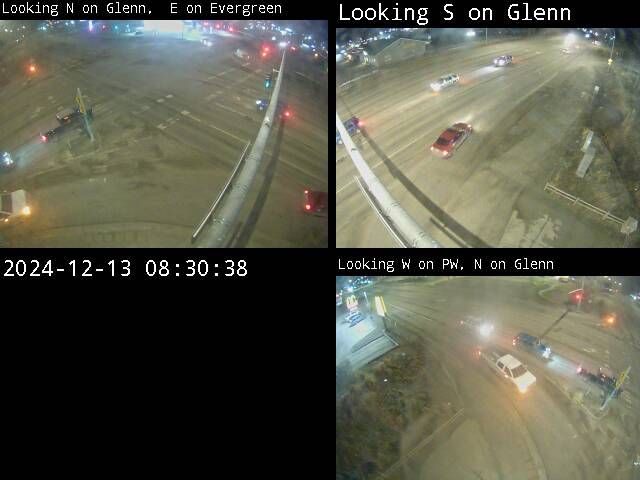 Looking N on Glenn,  E on Evergreen
Looking S on Glenn
2024-12-13 08:30:38
Looking W on PW, N on Glenn